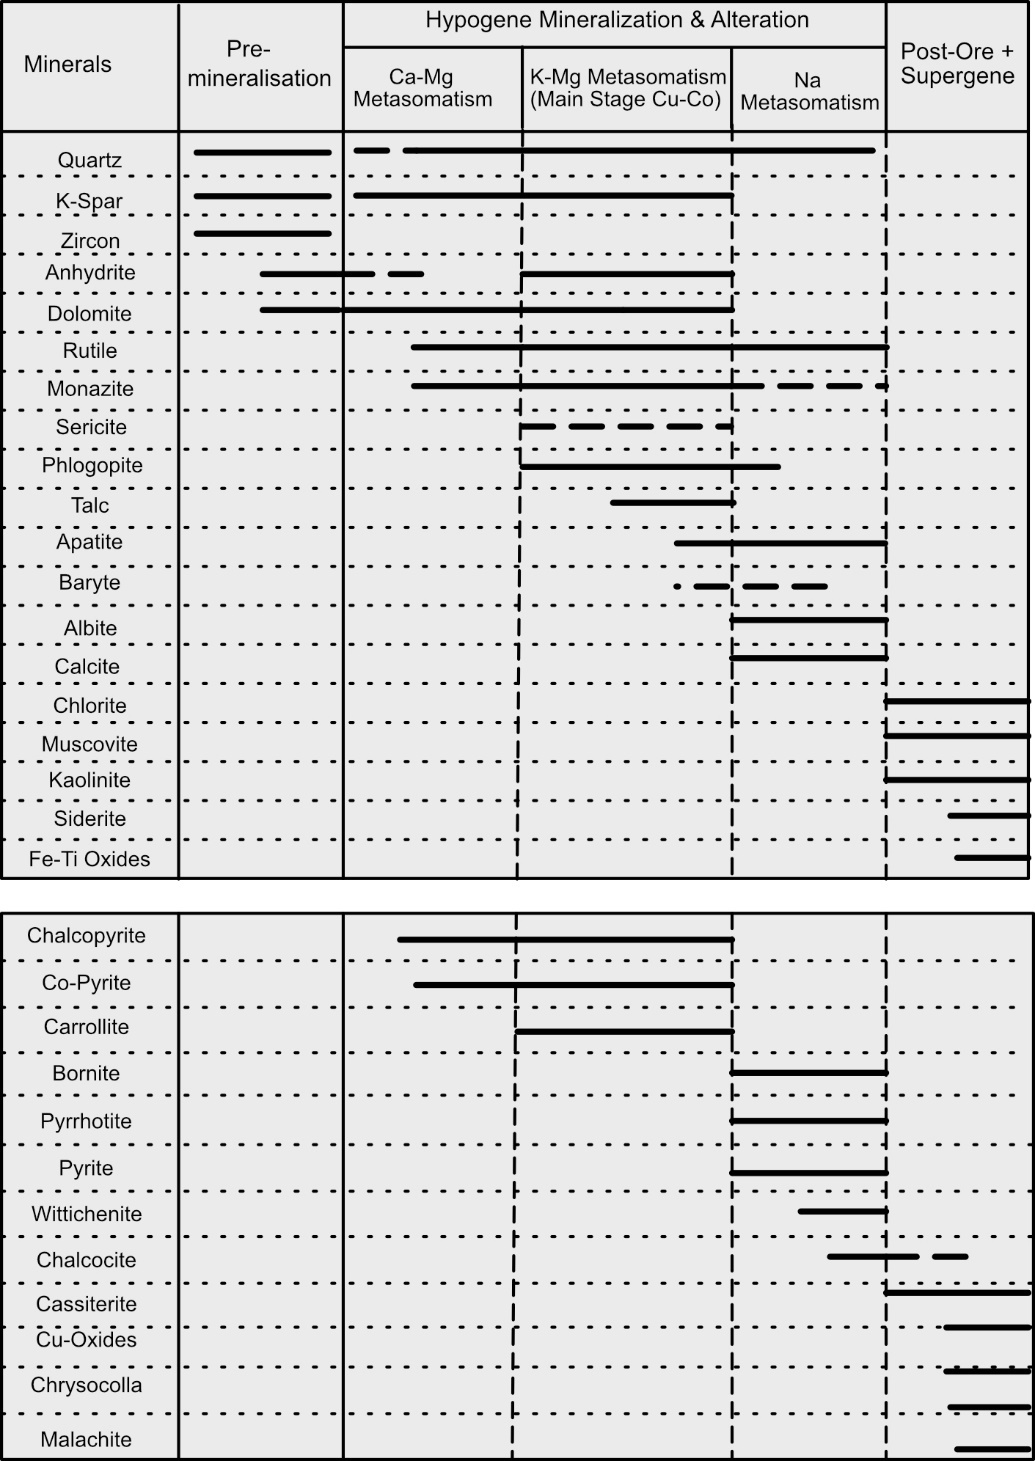 Hypogene Mineralization & Alteration
Minerals
Pre-
mineralisation
Ca-Mg
Metasomatism
K-Mg Metasomatism
(Main Stage Cu-Co)
Na
Metasomatism
Post-Ore +
Supergene
Quartz
K-Spar
Zircon
Anhydrite
Dolomite
Rutile
Monazite
Sericite
Phlogopite
Talc
Apatite
Baryte
Albite
Calcite
Chlorite
Muscovite
Kaolinite
Siderite
Fe-Ti Oxides
Chalcopyrite
Co-Pyrite
Carrollite
Bornite
Pyrrhotite
Pyrite
Wittichenite
Chalcocite
Cassiterite
Cu-Oxides
Chrysocolla
Malachite